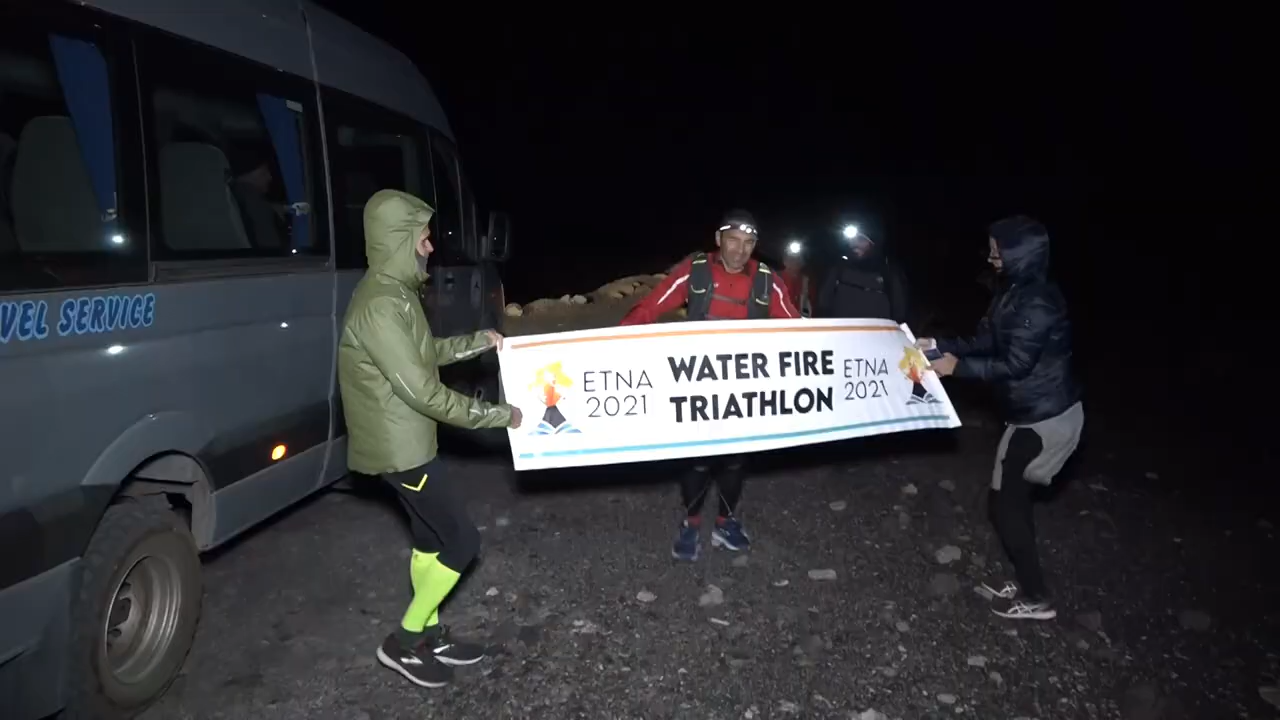 VEL SERVICE
ETNA
2021
WATER FIRE
TRIATHLON
ETNA
2021